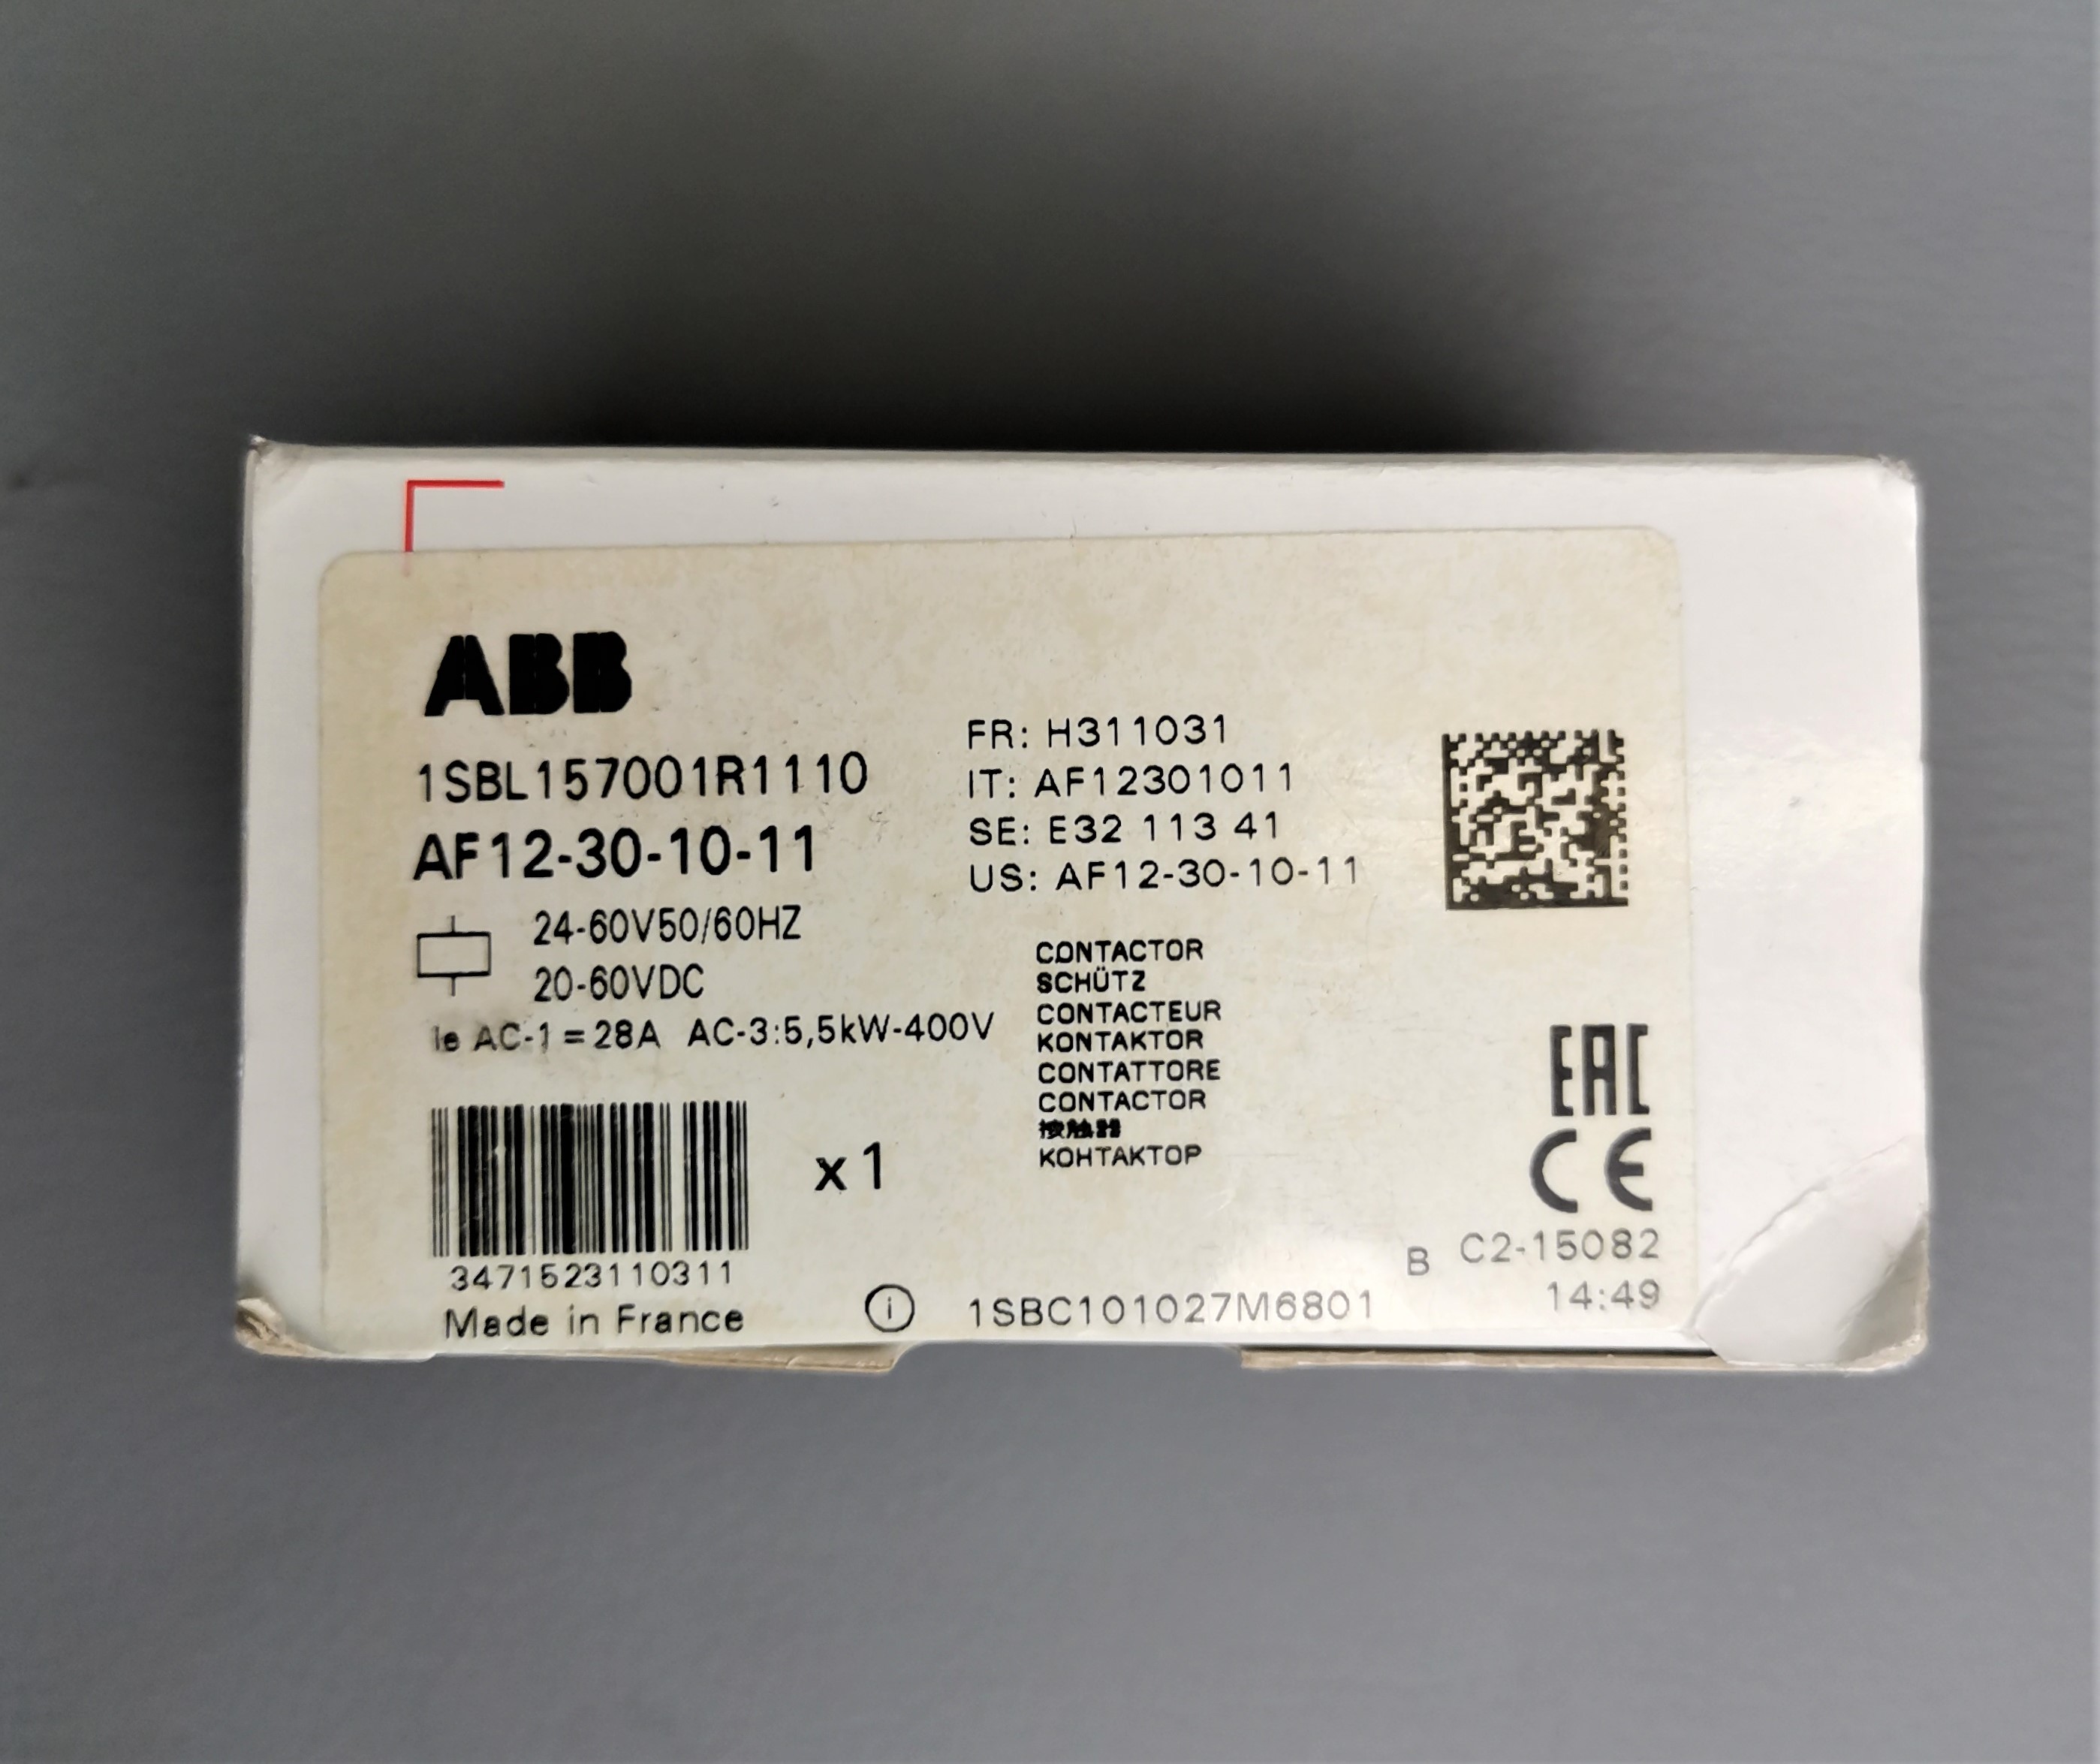 ABB
1SBL157001R1110
AF12-30-10-11
24-60V50/60HZ
20-60VDC
Ie AC-1 = 28A AC-3:5,5kW-400V
3471523110311
x1
Made in France
FR: H311031
IT: AF12301011
SE: E32 113 41
US: AF12-30-10-11
CONTACTOR
SCHÜTZ
CONTACTEUR
KONTAKTOR
CONTATTORE
CONTACTOR
接触器
КОНТАКТОР
i 1SBC101027M6801
EAC
CE
B C2-15082
14:49